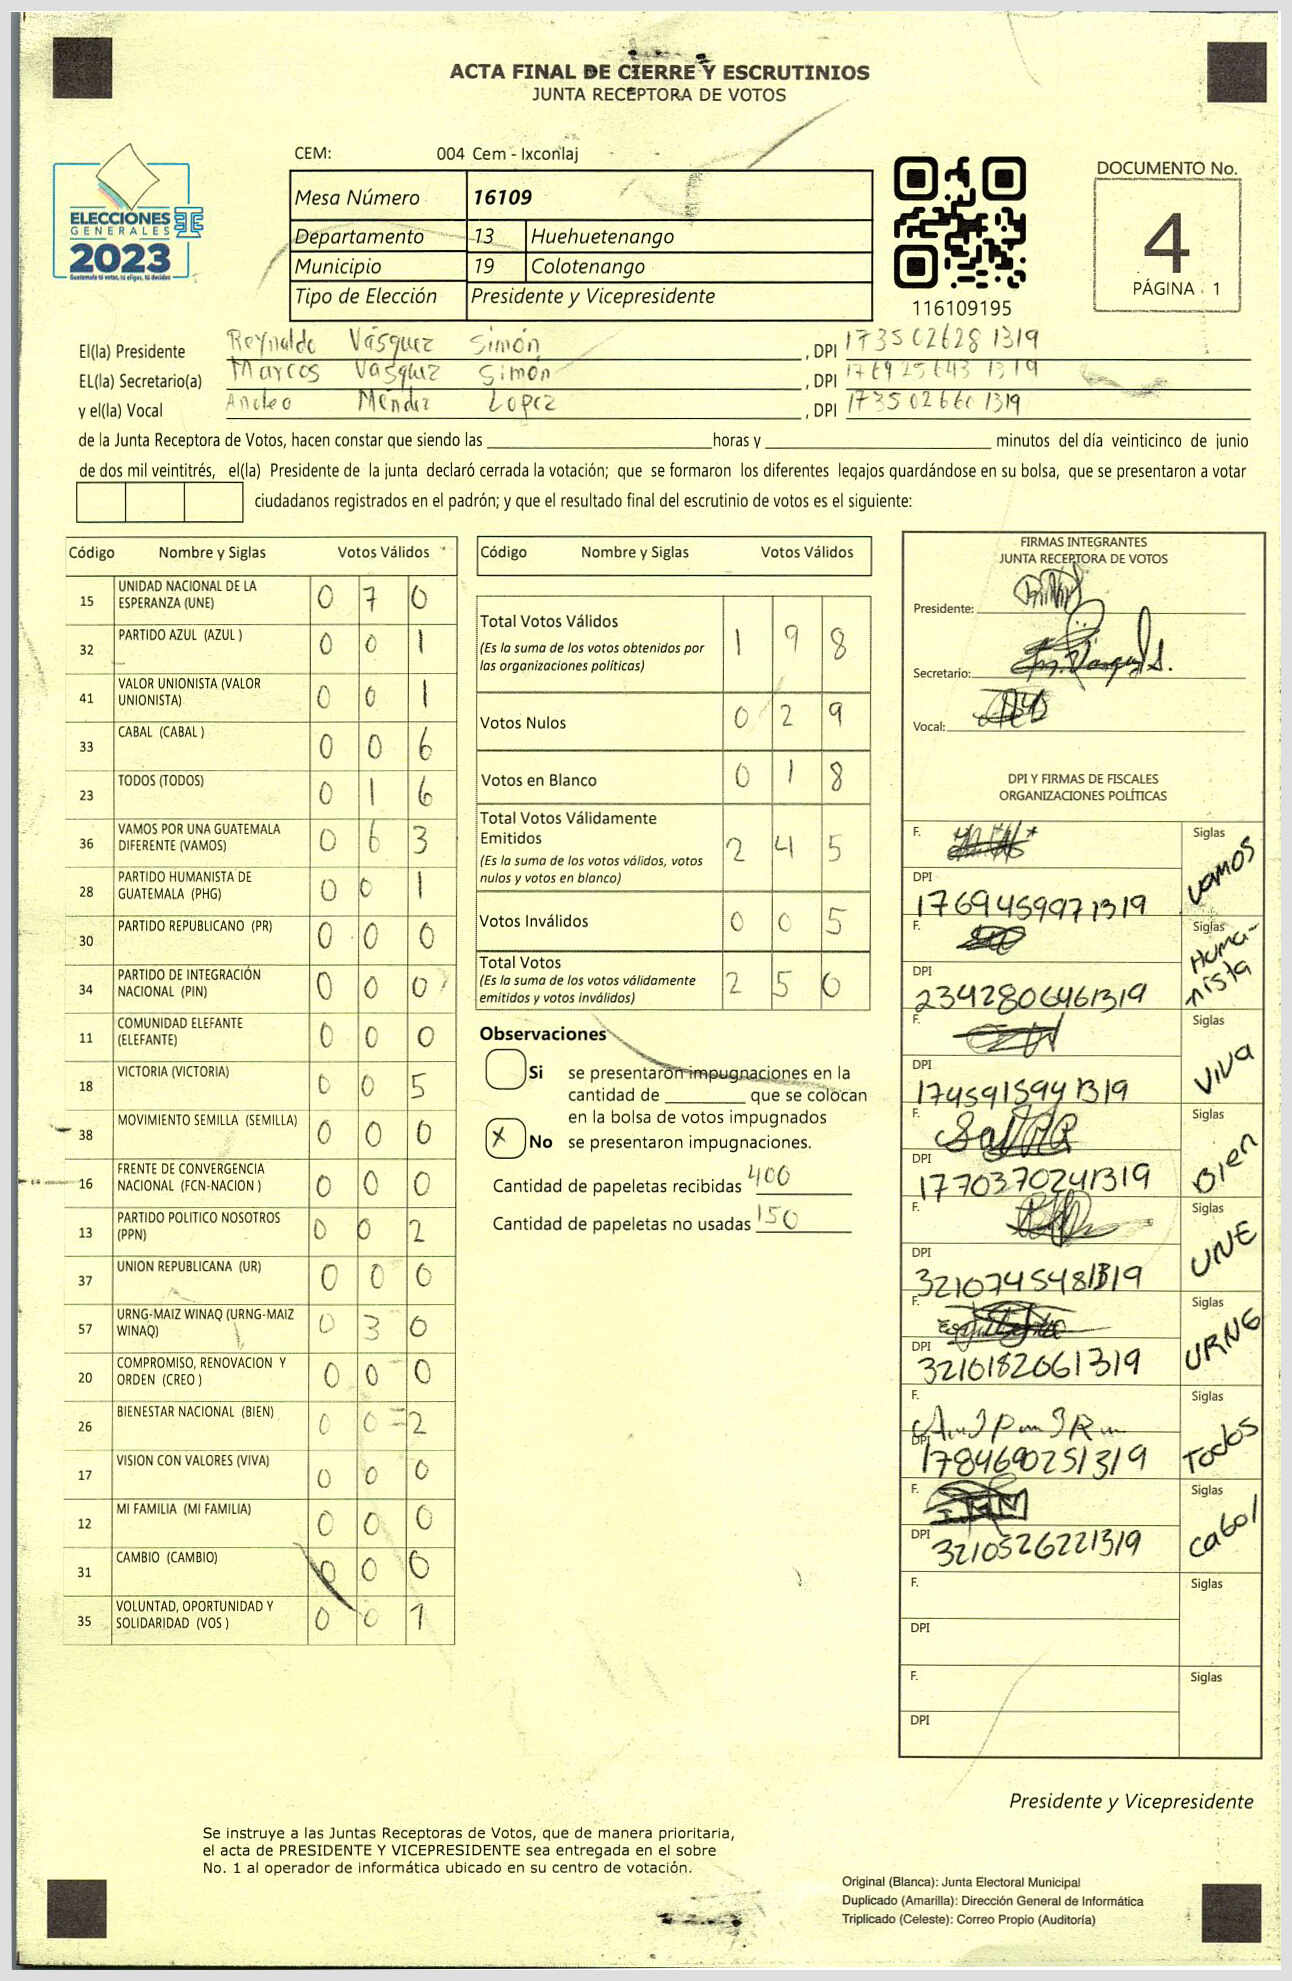 ACTA FINAL DE CIERRE Y ESCRUTINIOS
JUNTA RECEPTORA DE VOTOS
ELECCIONES
GENERALES
2023
Guatemala tú votas, tú eliges, tú decides
CEM: 004 Cem - Ixconlaj
Mesa Número 16109
Departamento 13 Huehuetenango
Municipio 19 Colotenango
Tipo de Elección Presidente y Vicepresidente
116109195
DOCUMENTO No.
4
PÁGINA 1
El(la) Presidente Reynaldo Vásquez Simón , DPI 173502628 1319
EL(la) Secretario(a) Marcos Vasquez Simón , DPI 176925643 1319
y el(la) Vocal Méndez Lopez , DPI 173502660 1319
de la Junta Receptora de Votos, hacen constar que siendo las horas y minutos del día veinticinco de junio
de dos mil veintitrés, el(la) Presidente de la junta declaró cerrada la votación; que se formaron los diferentes legajos guardándose en su bolsa, que se presentaron a votar
ciudadanos registrados en el padrón; y que el resultado final del escrutinio de votos es el siguiente:
Código Nombre y Siglas Votos Válidos
15 UNIDAD NACIONAL DE LA ESPERANZA (UNE) 0 7 0
32 PARTIDO AZUL (AZUL ) 0 0 1
41 VALOR UNIONISTA (VALOR UNIONISTA) 0 0 1
33 CABAL (CABAL ) 0 0 6
23 TODOS (TODOS) 0 1 6
36 VAMOS POR UNA GUATEMALA DIFERENTE (VAMOS) 0 6 3
28 PARTIDO HUMANISTA DE GUATEMALA (PHG) 0 0 1
30 PARTIDO REPUBLICANO (PR) 0 0 0
34 PARTIDO DE INTEGRACIÓN NACIONAL (PIN) 0 0 0
11 COMUNIDAD ELEFANTE (ELEFANTE) 0 0 0
18 VICTORIA (VICTORIA) 0 0 5
38 MOVIMIENTO SEMILLA (SEMILLA) 0 0 0
16 FRENTE DE CONVERGENCIA NACIONAL (FCN-NACION ) 0 0 0
13 PARTIDO POLITICO NOSOTROS (PPN) 0 0 2
37 UNION REPUBLICANA (UR) 0 0 0
57 URNG-MAIZ WINAQ (URNG-MAIZ WINAQ) 0 3 0
20 COMPROMISO, RENOVACION Y ORDEN (CREO ) 0 0 0
26 BIENESTAR NACIONAL (BIEN) 0 0 2
17 VISION CON VALORES (VIVA) 0 0 0
12 MI FAMILIA (MI FAMILIA) 0 0 0
31 CAMBIO (CAMBIO) 0 0 0
35 VOLUNTAD, OPORTUNIDAD Y SOLIDARIDAD (VOS ) 0 0 1
Código Nombre y Siglas Votos Válidos
Total Votos Válidos 1 9 8
(Es la suma de los votos obtenidos por
las organizaciones políticas)
Votos Nulos 0 2 9
Votos en Blanco 0 1 8
Total Votos Válidamente
Emitidos 2 4 5
(Es la suma de los votos válidos, votos
nulos y votos en blanco)
Votos Inválidos 0 0 5
Total Votos 2 5 0
(Es la suma de los votos válidamente
emitidos y votos inválidos)
Observaciones
Si se presentaron impugnaciones en la
cantidad de que se colocan
en la bolsa de votos impugnados
X No se presentaron impugnaciones.
Cantidad de papeletas recibidas 400
Cantidad de papeletas no usadas 150
FIRMAS INTEGRANTES
JUNTA RECEPTORA DE VOTOS
Presidente:
Secretario:
Vocal:
DPI Y FIRMAS DE FISCALES
ORGANIZACIONES POLÍTICAS
F. Siglas Vamos
DPI 1769459971319
F. Siglas Humanista
DPI 2342806461319
F. Siglas Viva
DPI 1745915941319
F. Siglas Bien
DPI 1770370241319
F. Siglas UNE
DPI
F. Siglas URNG
DPI 3210182061319
F. Siglas Todos
DPI 1784690251319
F. Siglas Cabal
DPI 3210526221319
F. Siglas
DPI
F. Siglas
DPI
Presidente y Vicepresidente
Se instruye a las Juntas Receptoras de Votos, que de manera prioritaria,
el acta de PRESIDENTE Y VICEPRESIDENTE sea entregada en el sobre
No. 1 al operador de informática ubicado en su centro de votación.
Original (Blanca): Junta Electoral Municipal
Duplicado (Amarilla): Dirección General de Informática
Triplicado (Celeste): Correo Propio (Auditoría)